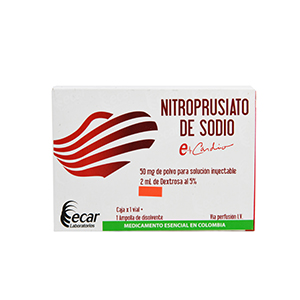 NITROPRUSIATO
DE SODIO
e+Cardio
50 mg de polvo para solución inyectable
2 mL de Dextrosa al 5%
ecar
Laboratorios
Caja x 1 vial -
1 Ampolla de disolvente
Vía perfusión I.V.
MEDICAMENTO ESENCIAL EN COLOMBIA